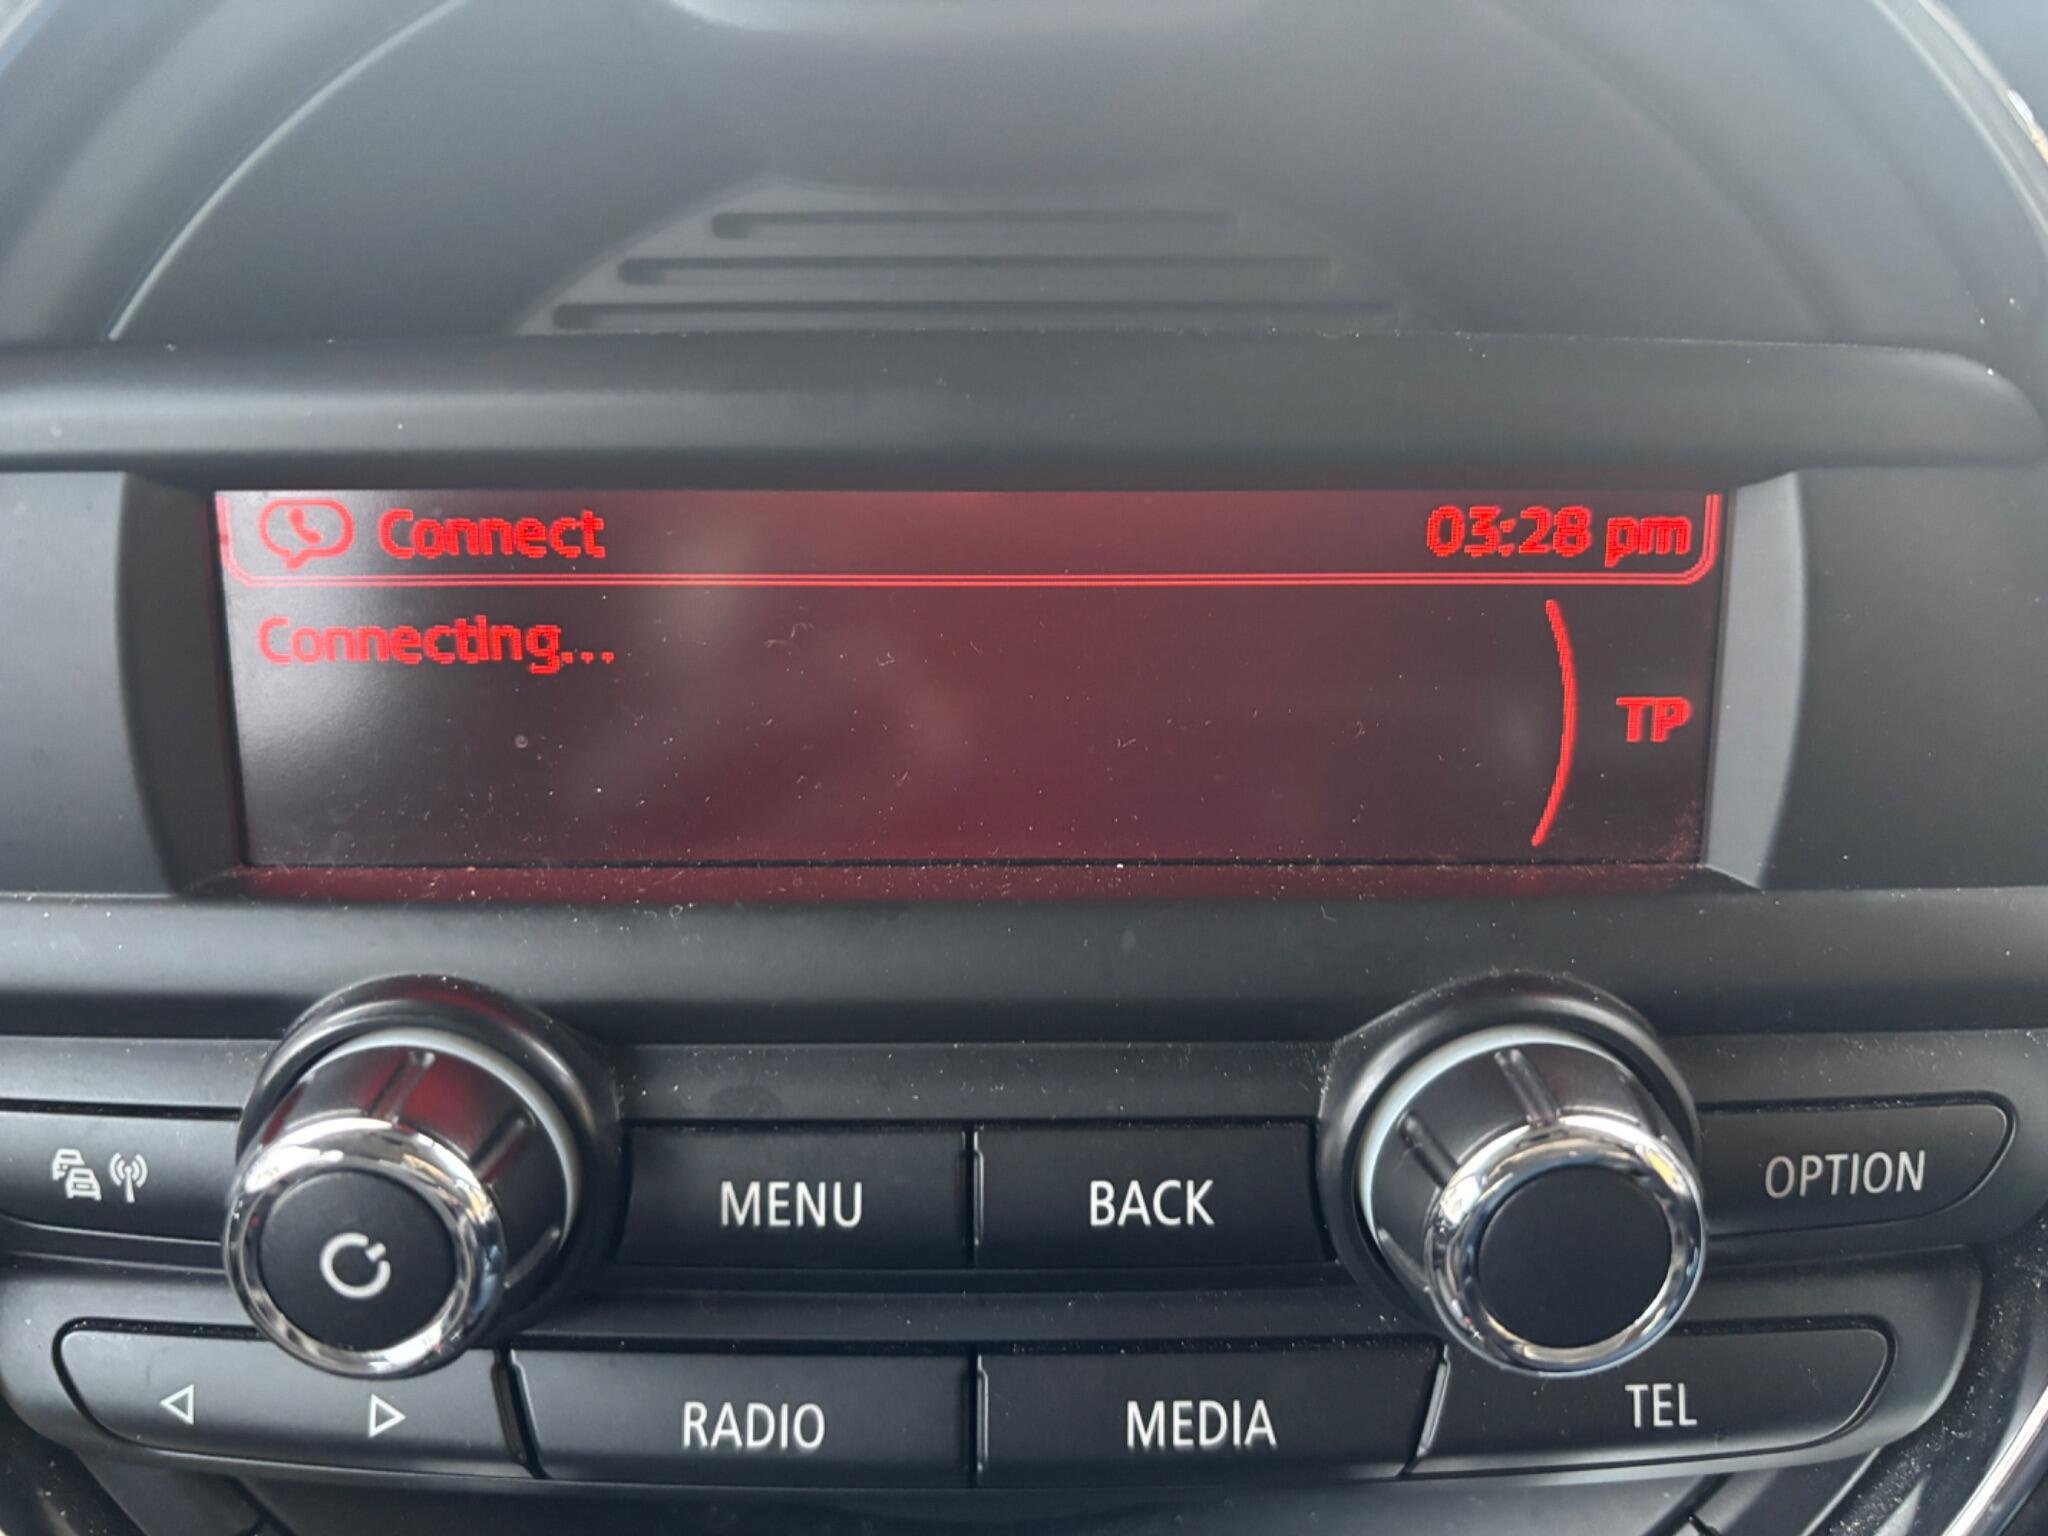 Connect 03:28 pm
Connecting...
TP
MENU BACK OPTION
RADIO MEDIA TEL